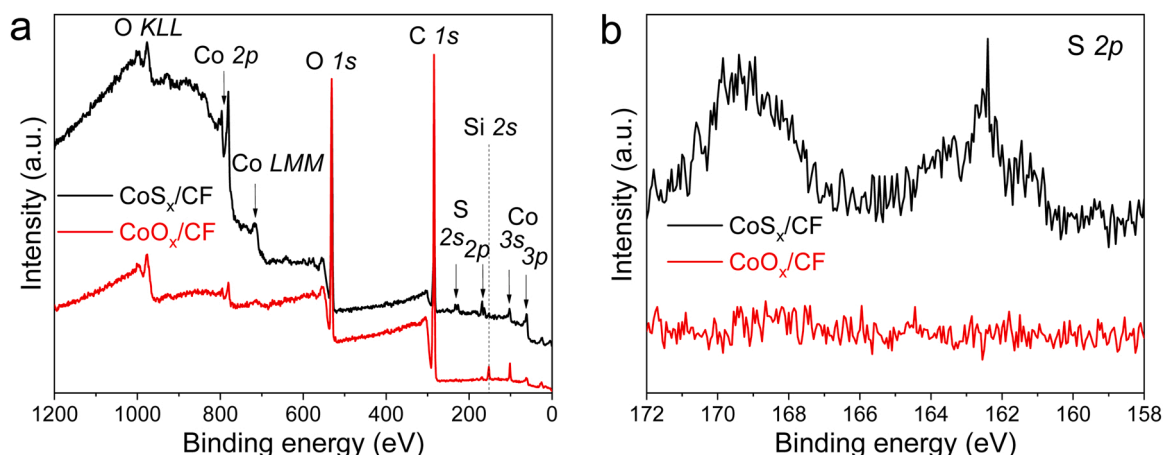 a
O KLL
Co 2p
O 1s
C 1s
Si 2s
Co LMM
S
2s 2p
Co
3s 3p
CoSx/CF
CoOx/CF
Intensity (a.u.)
1200 1000 800 600 400 200 0
Binding energy (eV)
b
S 2p
CoSx/CF
CoOx/CF
Intensity (a.u.)
172 170 168 166 164 162 160 158
Binding energy (eV)